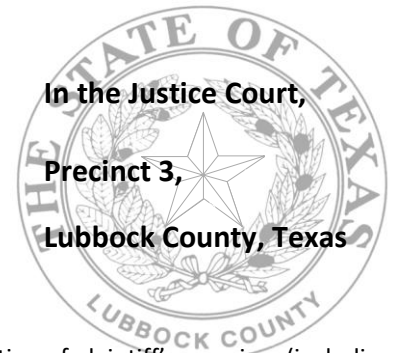 THE STATE OF TEXAS
In the Justice Court,
Precinct 3,
Lubbock County, Texas
LUBBOCK COUNTY